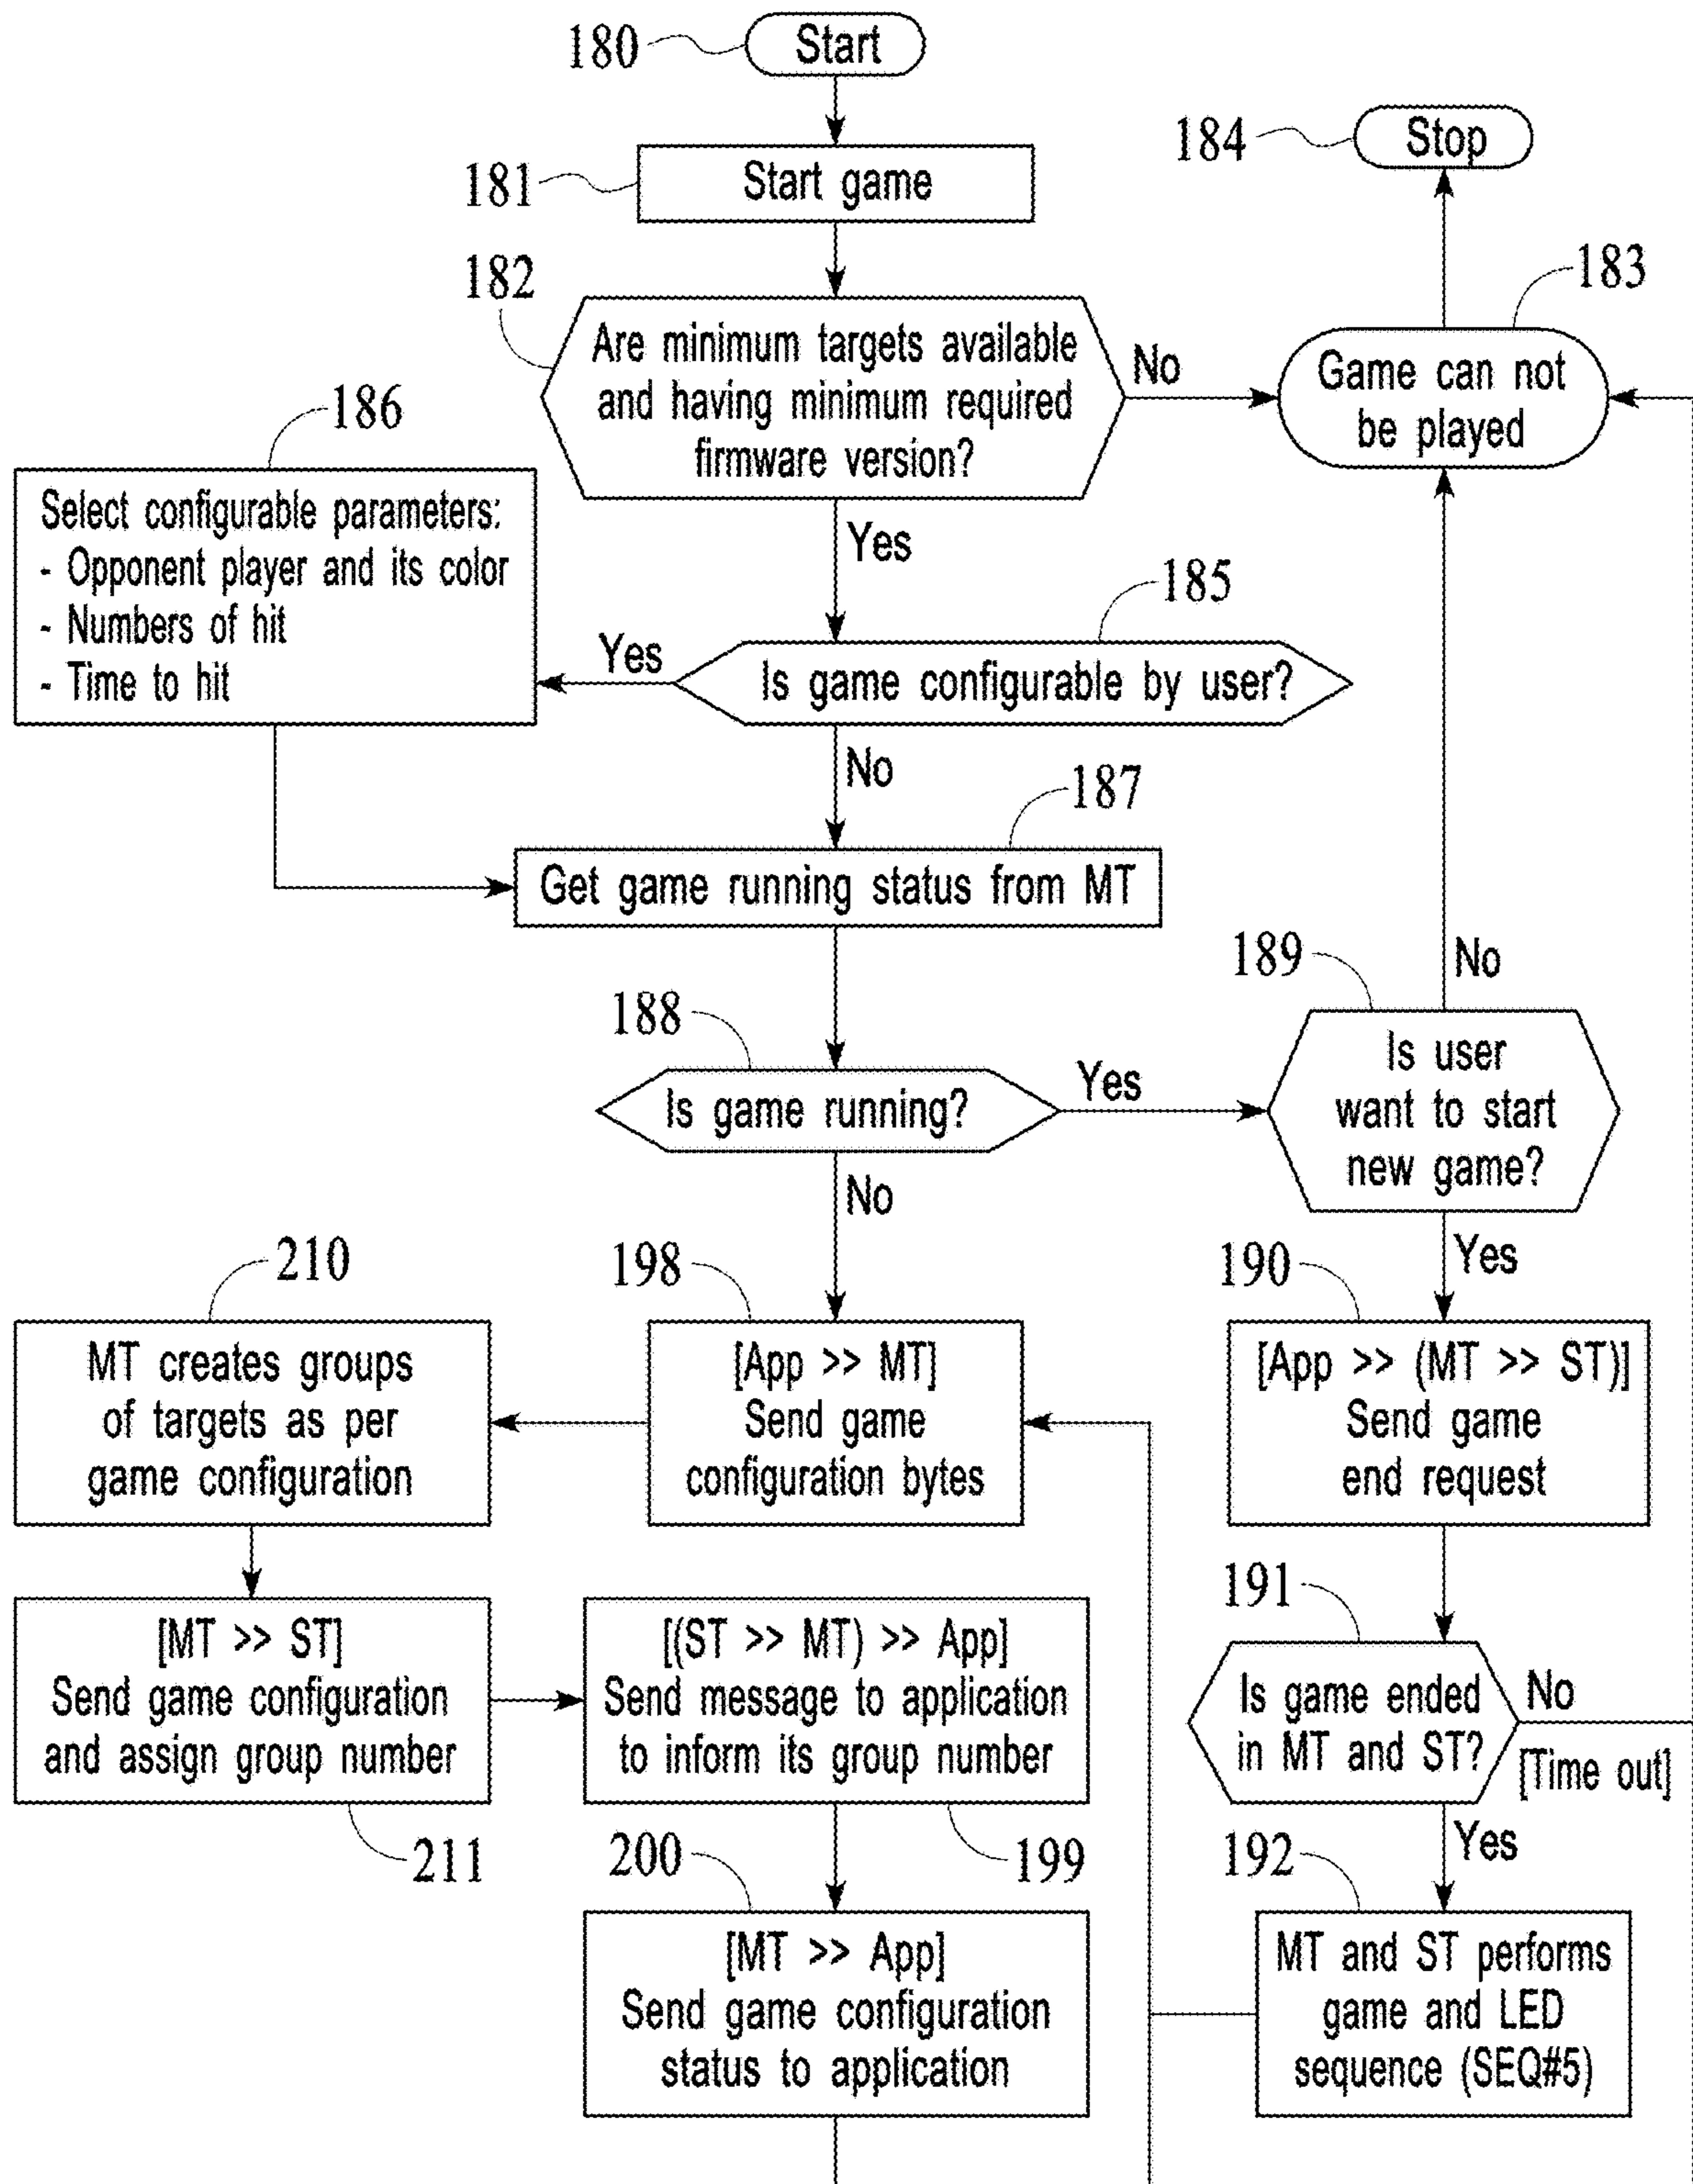 180
Start
184
Stop
181
Start game
182
183
Are minimum targets available
and having minimum required
firmware version?
No
Game can not
be played
186
Select configurable parameters:
- Opponent player and its color
- Numbers of hit
- Time to hit
Yes
185
Yes
Is game configurable by user?
No
187
Get game running status from MT
189
No
188
Is game running?
Yes
Is user
want to start
new game?
No
Yes
210
198
190
MT creates groups
of targets as per
game configuration
[App >> MT]
Send game
configuration bytes
[App >> (MT >> ST)]
Send game
end request
191
[MT >> ST]
Send game configuration
and assign group number
[(ST >> MT) >> App]
Send message to application
to inform its group number
Is game ended
in MT and ST?
No
[Time out]
211
200
199
192
Yes
[MT >> App]
Send game configuration
status to application
MT and ST performs
game and LED
sequence (SEQ#5)